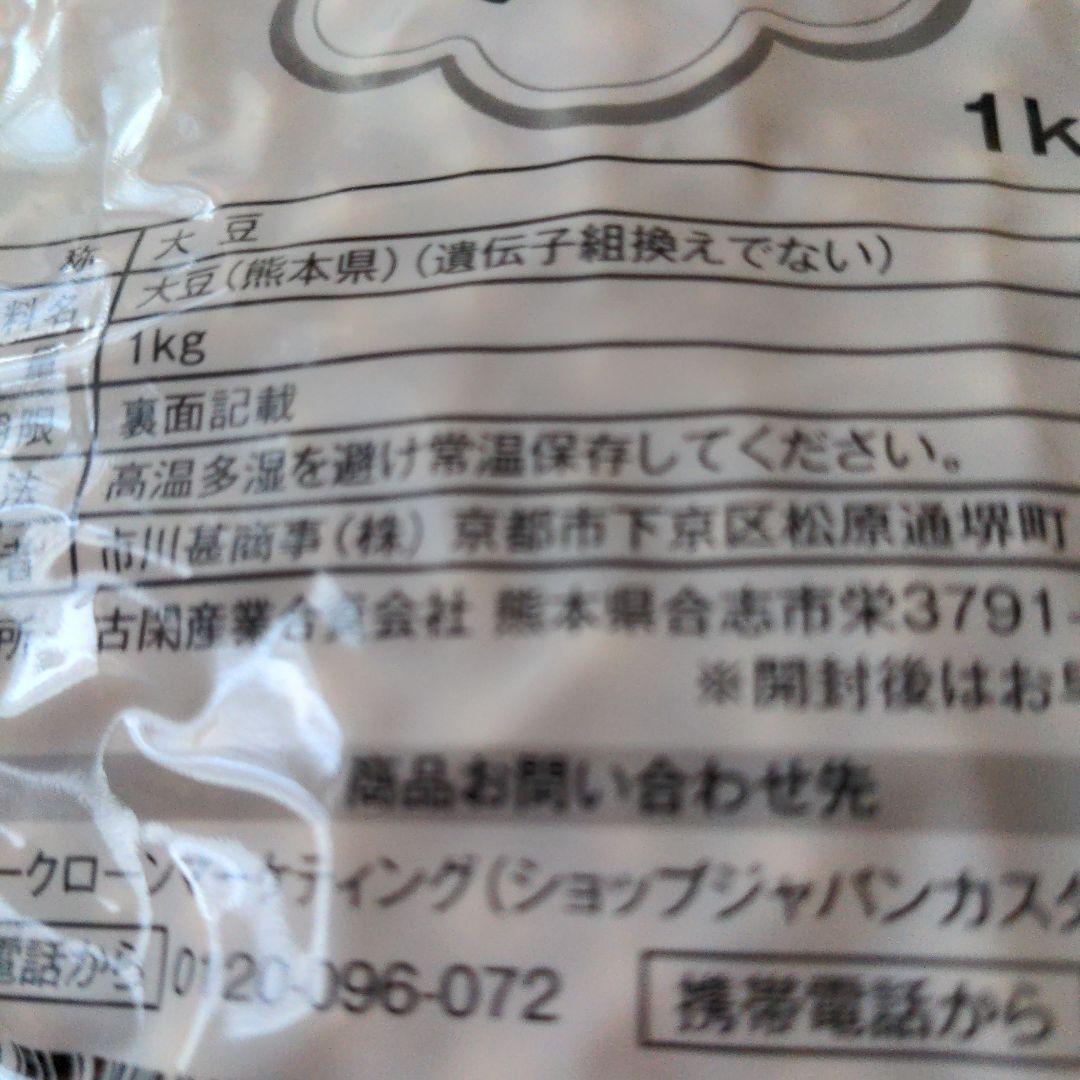 1k
称 大豆
料名 大豆(熊本県)(遺伝子組換えでない)
量 1kg
限 裏面記載
法 高温多湿を避け常温保存してください。
者 市川甚商事(株) 京都市下京区松原通堺町
所 古閑産業合資会社 熊本県合志市栄3791-
※開封後はお早
商品お問い合わせ先
ークローンマーケティング(ショップジャパンカスタ
電話から 0120-096-072 携帯電話から